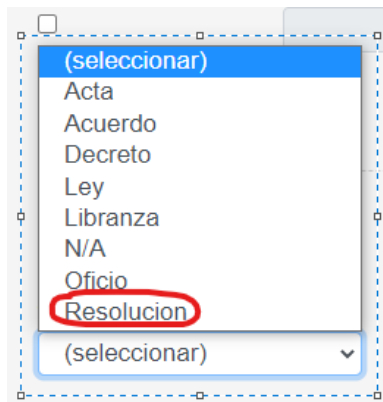 (seleccionar)
Acta
Acuerdo
Decreto
Ley
Libranza
N/A
Oficio
Resolucion
(seleccionar)